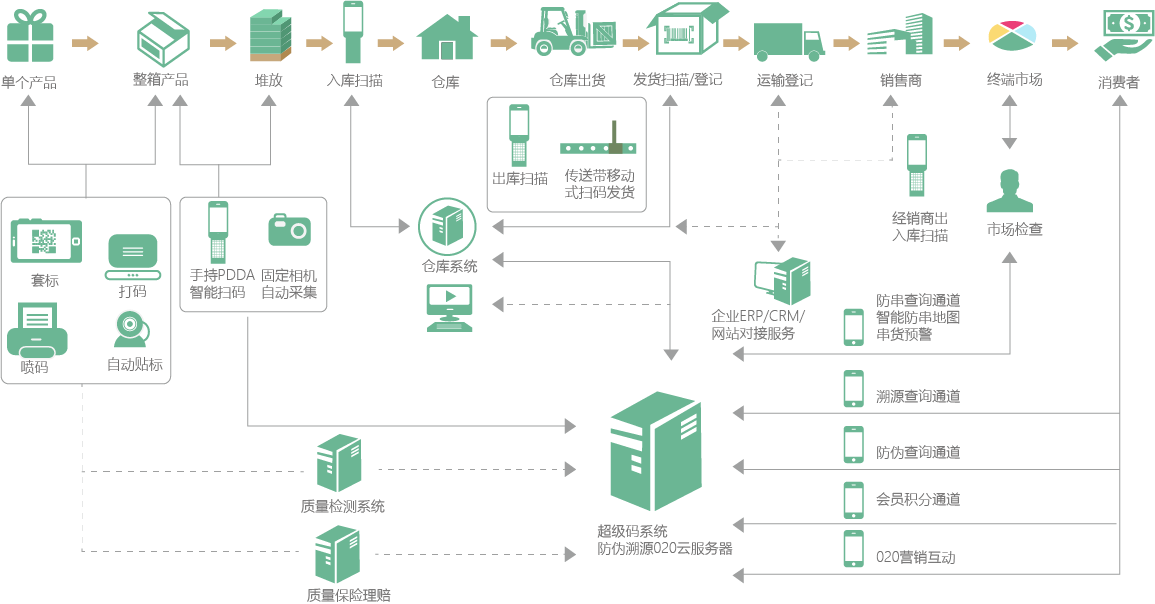 单个产品
整箱产品
堆放
入库扫描
仓库
仓库出货
发货扫描/登记
运输登记
销售商
终端市场
消费者
出库扫描
传送带移动
式扫码发货
经销商出
入库扫描
市场检查
套标
打码
喷码
自动贴标
手持PDDA
智能扫码
固定相机
自动采集
仓库系统
企业ERP/CRM/
网站对接服务
防串查询通道
智能防串地图
串货预警
溯源查询通道
防伪查询通道
会员积分通道
020营销互动
质量检测系统
质量保险理赔
超级码系统
防伪溯源020云服务器